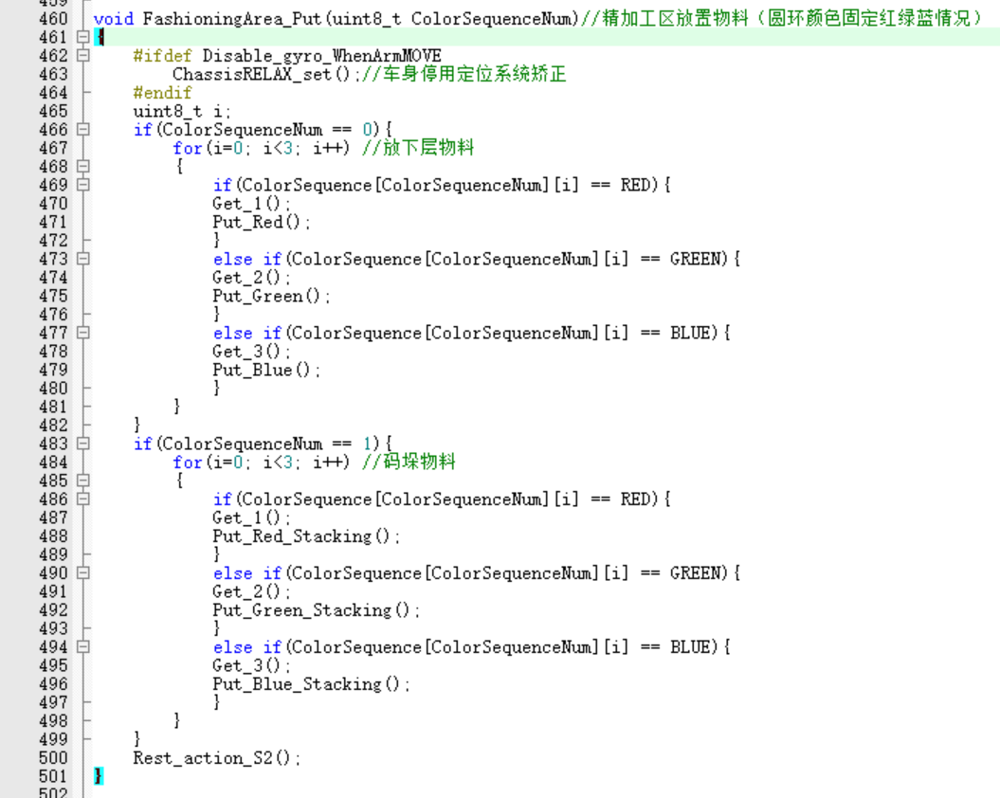 459
460 void FashioningArea_Put(uint8_t ColorSequenceNum)//精加工区放置物料（圆环颜色固定红绿蓝情况）
461 {
462 #ifdef Disable_gyro_WhenArmMOVE
463 ChassisRELAX_set();//车身停用定位系统矫正
464 #endif
465 uint8_t i;
466 if(ColorSequenceNum == 0){
467 for(i=0; i<3; i++) //放下层物料
468 {
469 if(ColorSequence[ColorSequenceNum][i] == RED){
470 Get_1();
471 Put_Red();
472 }
473 else if(ColorSequence[ColorSequenceNum][i] == GREEN){
474 Get_2();
475 Put_Green();
476 }
477 else if(ColorSequence[ColorSequenceNum][i] == BLUE){
478 Get_3();
479 Put_Blue();
480 }
481 }
482 }
483 if(ColorSequenceNum == 1){
484 for(i=0; i<3; i++) //码垛物料
485 {
486 if(ColorSequence[ColorSequenceNum][i] == RED){
487 Get_1();
488 Put_Red_Stacking();
489 }
490 else if(ColorSequence[ColorSequenceNum][i] == GREEN){
491 Get_2();
492 Put_Green_Stacking();
493 }
494 else if(ColorSequence[ColorSequenceNum][i] == BLUE){
495 Get_3();
496 Put_Blue_Stacking();
497 }
498 }
499 }
500 Rest_action_S2();
501 }
502